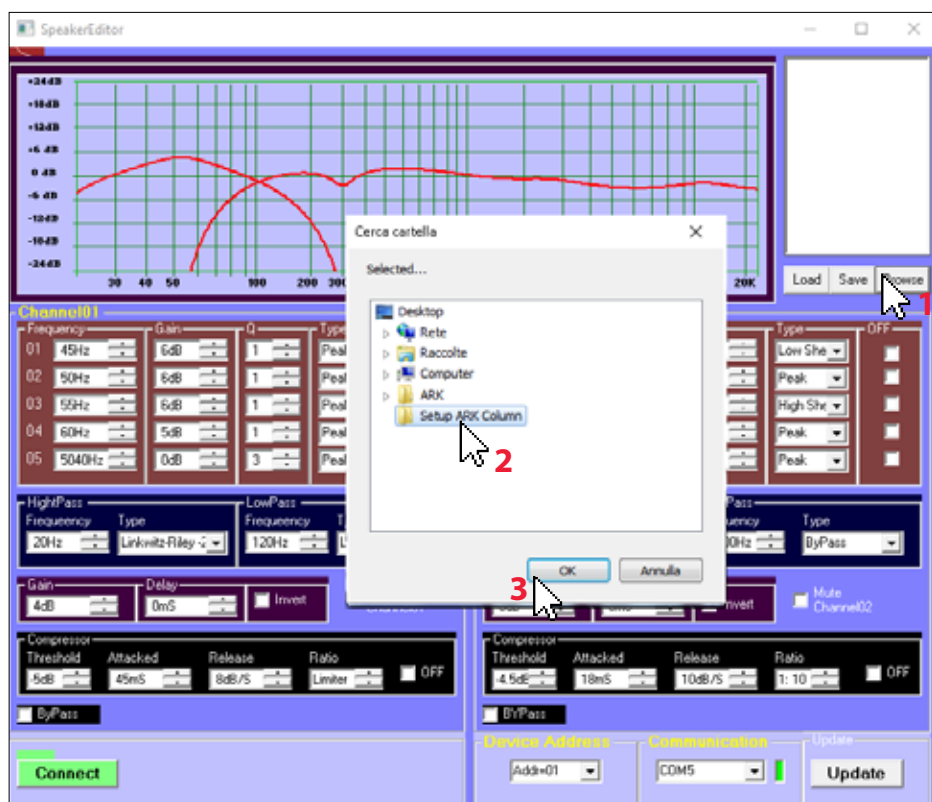 SpeakerEditor
+24dB
+18dB
+12dB
+6 dB
0 dB
-6 dB
-12dB
-18dB
-24dB
30 40 50 100 200 300 20K
Load Save Browse
1
Cerca cartella
Selected...
Desktop
Rete
Raccolte
Computer
ARK
Setup ARK Column
2
OK Annulla
3
Channel01
Frequency Gain Q Type
01 45Hz 6dB 1 Peak
02 50Hz 6dB 1 Peak
03 55Hz 6dB 1 Peak
04 60Hz 5dB 1 Peak
05 5040Hz 0dB 3 Peak
Type OFF
Low She
Peak
High She
Peak
Peak
HightPass LowPass
Frequeency Type Frequeency
20Hz Linkwitz-Riley -2 120Hz
Pass
uency Type
0Hz ByPass
Gain Delay
4dB 0mS Invert
Invert Mute
Channel02
Compressor
Threshold Attacked Release Ratio
-5dB 45mS 8dB/S Limiter OFF
Compressor
Threshold Attacked Release Ratio
-4.5dB 18mS 10dB/S 1: 10 OFF
ByPass
BYPass
Connect
Device Address Communication Update
Addr=01 COM5 Update